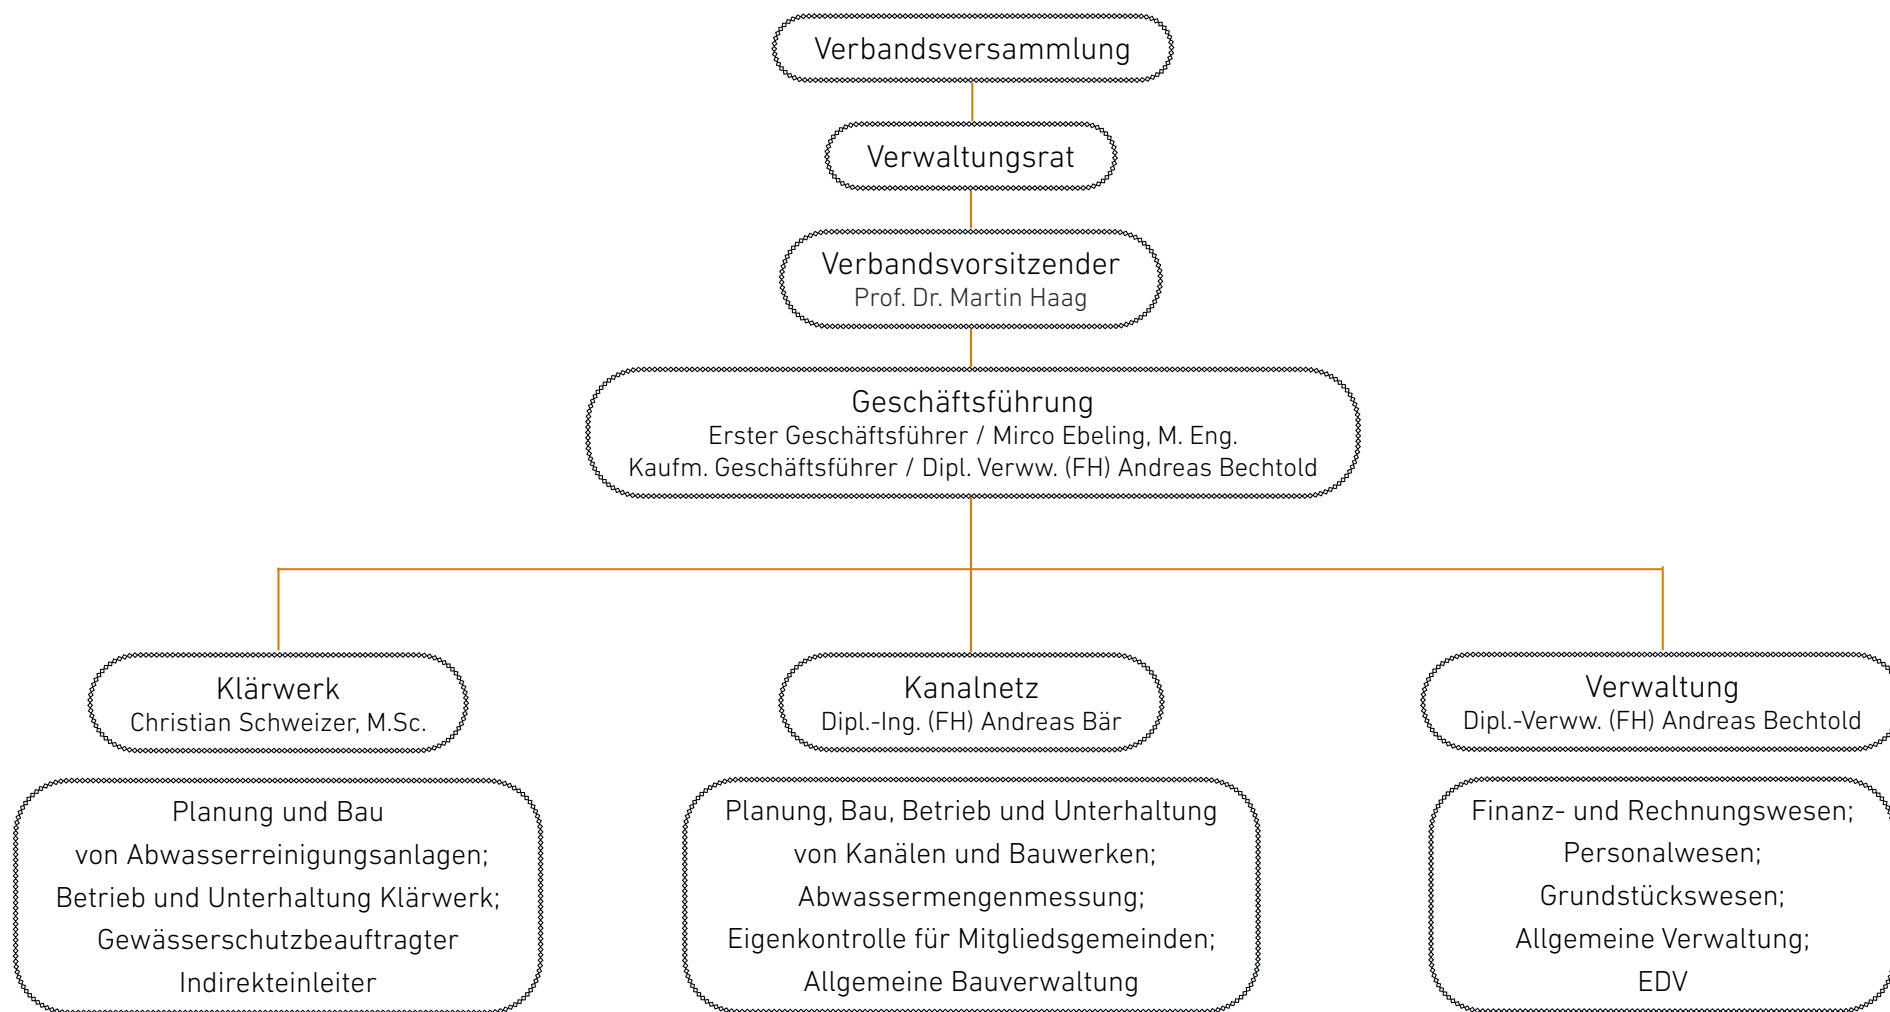 Verbandsversammlung
Verwaltungsrat
Verbandsvorsitzender
Prof. Dr. Martin Haag
Geschäftsführung
Erster Geschäftsführer / Mirco Ebeling, M. Eng.
Kaufm. Geschäftsführer / Dipl. Verww. (FH) Andreas Bechtold
Klärwerk
Christian Schweizer, M.Sc.
Planung und Bau
von Abwasserreinigungsanlagen;
Betrieb und Unterhaltung Klärwerk;
Gewässerschutzbeauftragter
Indirekteinleiter
Kanalnetz
Dipl.-Ing. (FH) Andreas Bär
Planung, Bau, Betrieb und Unterhaltung
von Kanälen und Bauwerken;
Abwassermengenmessung;
Eigenkontrolle für Mitgliedsgemeinden;
Allgemeine Bauverwaltung
Verwaltung
Dipl.-Verww. (FH) Andreas Bechtold
Finanz- und Rechnungswesen;
Personalwesen;
Grundstückswesen;
Allgemeine Verwaltung;
EDV